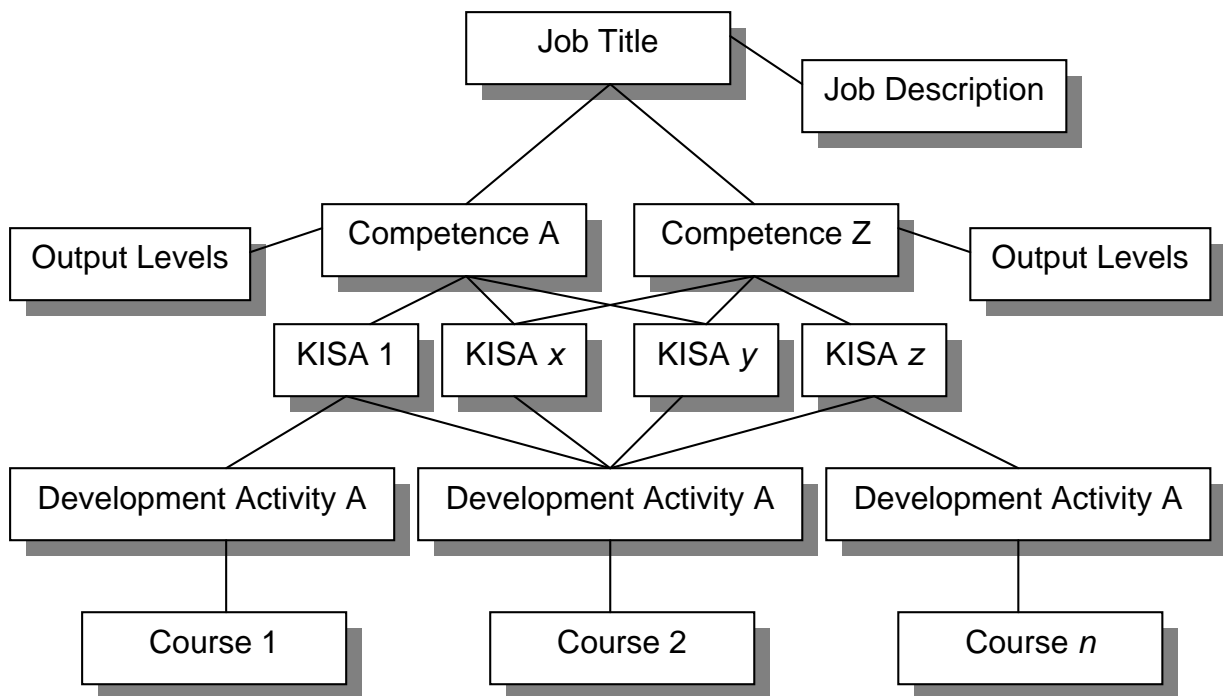 Job Title
Job Description
Competence A
Competence Z
Output Levels
Output Levels
KISA 1
KISA x
KISA y
KISA z
Development Activity A
Development Activity A
Development Activity A
Course 1
Course 2
Course n